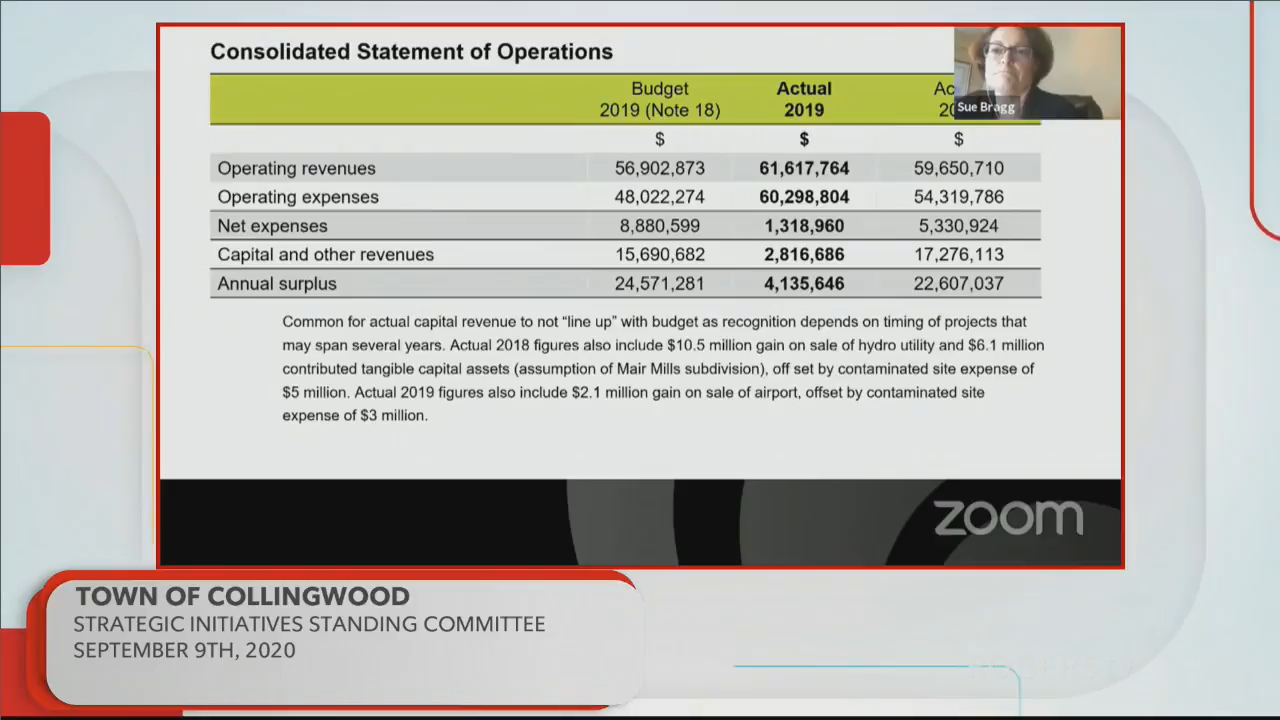 Consolidated Statement of Operations
Budget Actual
2019 (Note 18) 2019
Sue Bragg
$ $ $
Operating revenues 56,902,873 61,617,764 59,650,710
Operating expenses 48,022,274 60,298,804 54,319,786
Net expenses 8,880,599 1,318,960 5,330,924
Capital and other revenues 15,690,682 2,816,686 17,276,113
Annual surplus 24,571,281 4,135,646 22,607,037
Common for actual capital revenue to not “line up” with budget as recognition depends on timing of projects that
may span several years. Actual 2018 figures also include $10.5 million gain on sale of hydro utility and $6.1 million
contributed tangible capital assets (assumption of Mair Mills subdivision), off set by contaminated site expense of
$5 million. Actual 2019 figures also include $2.1 million gain on sale of airport, offset by contaminated site
expense of $3 million.
zoom
TOWN OF COLLINGWOOD
STRATEGIC INITIATIVES STANDING COMMITTEE
SEPTEMBER 9TH, 2020